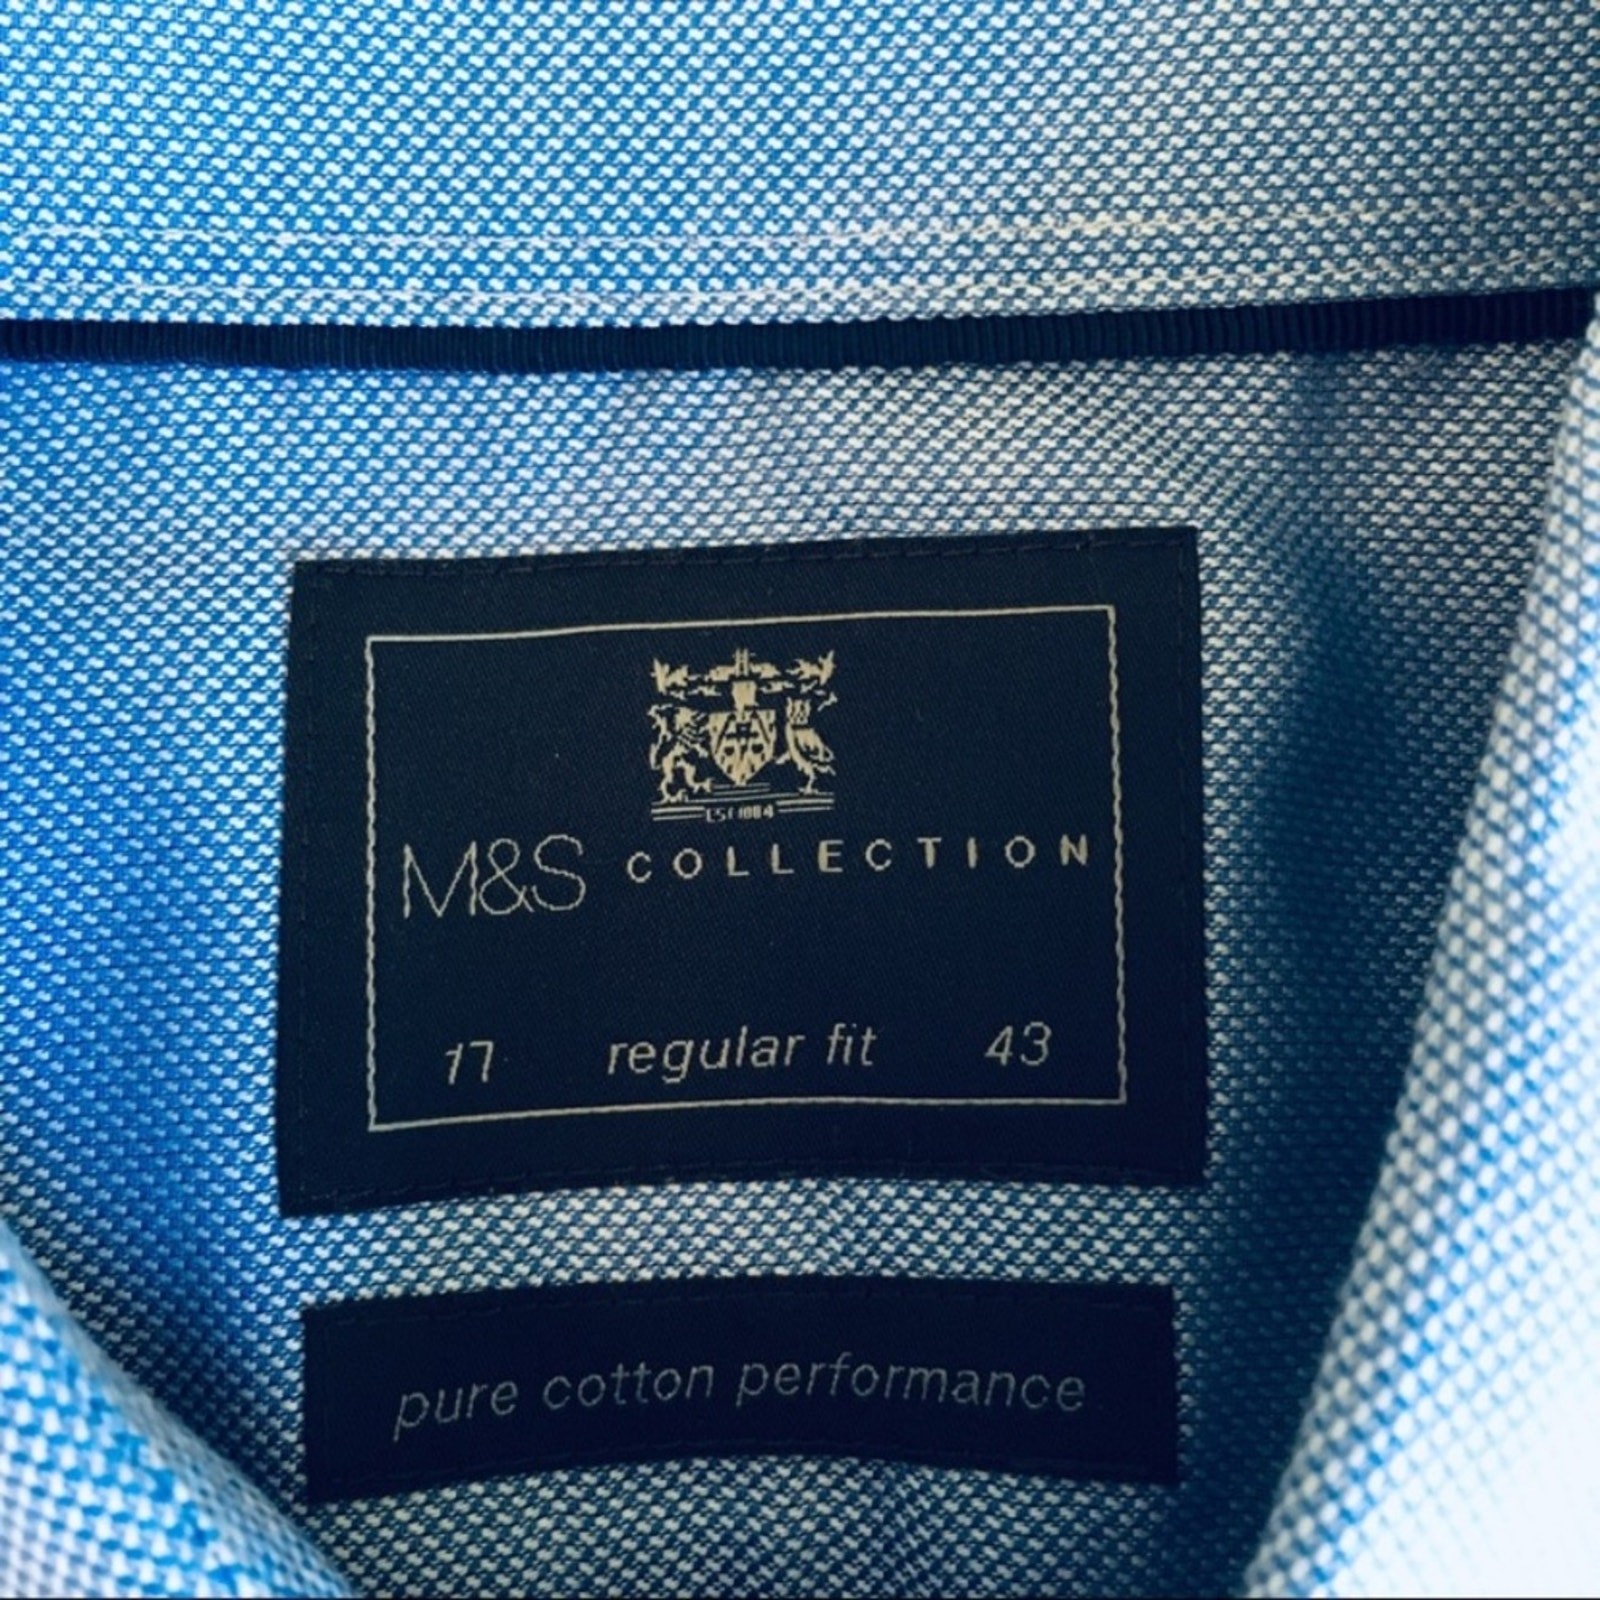 EST 1884
M&S COLLECTION
17 regular fit 43
pure cotton performance